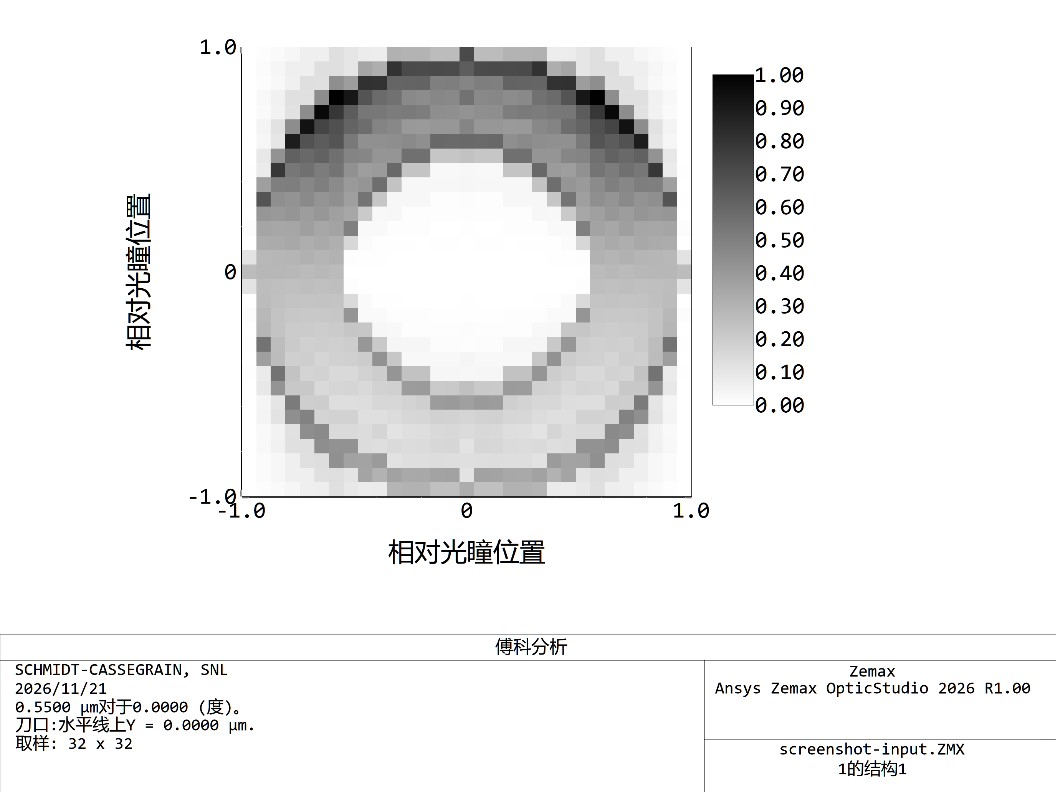 1.0
0
-1.0
-1.0
0
1.0
相对光瞳位置
相对光瞳位置
1.00
0.90
0.80
0.70
0.60
0.50
0.40
0.30
0.20
0.10
0.00
傅科分析
SCHMIDT-CASSEGRAIN, SNL
2026/11/21
0.5500 µm对于0.0000 (度)。
刀口:水平线上Y = 0.0000 µm.
取样: 32 x 32
Zemax
Ansys Zemax OpticStudio 2026 R1.00
screenshot-input.ZMX
1的结构1